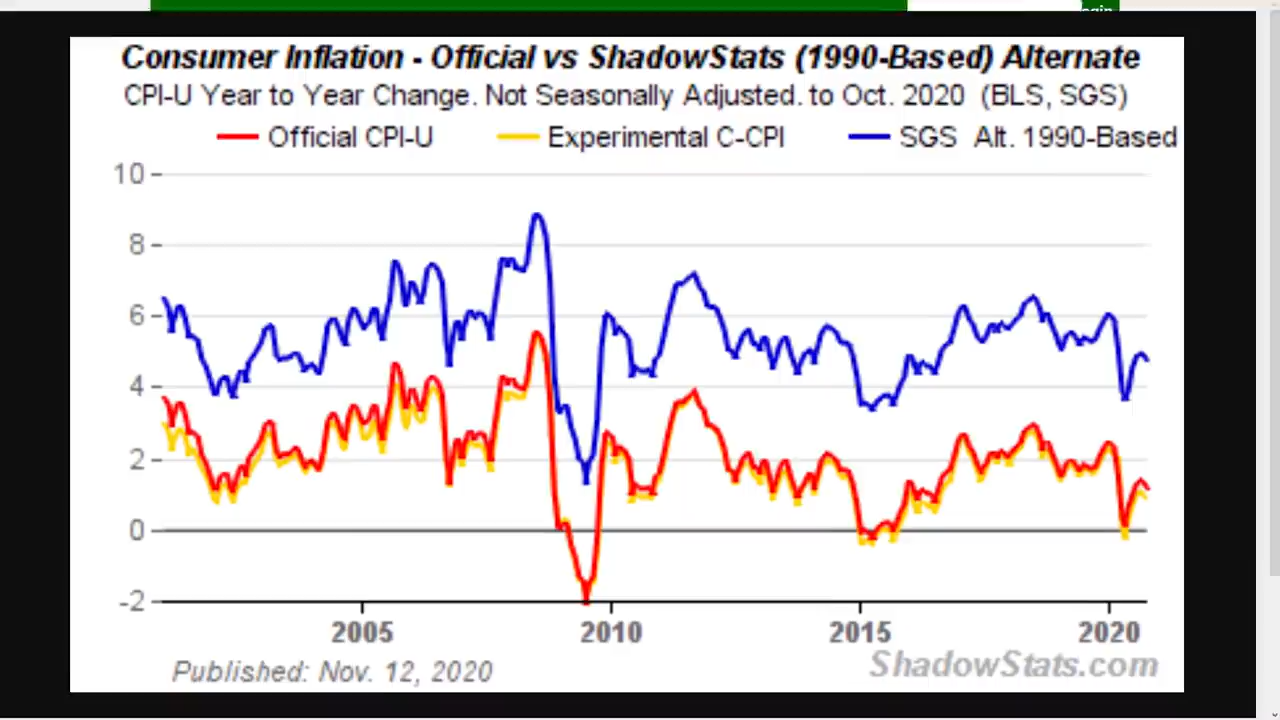 Consumer Inflation - Official vs ShadowStats (1990-Based) Alternate
CPI-U Year to Year Change. Not Seasonally Adjusted. to Oct. 2020 (BLS, SGS)
Official CPI-U Experimental C-CPI SGS Alt. 1990-Based
10
8
6
4
2
0
-2
2005 2010 2015 2020
Published: Nov. 12, 2020
ShadowStats.com